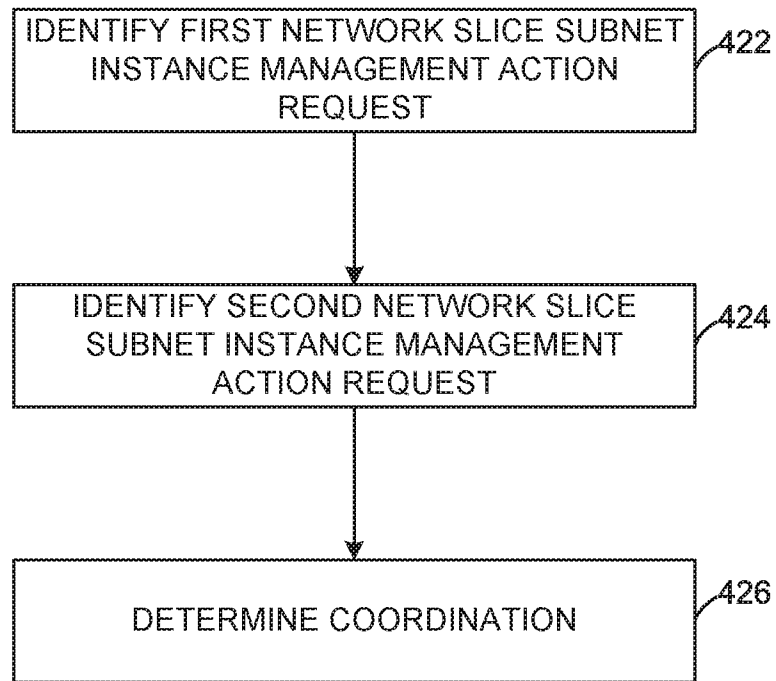 IDENTIFY FIRST NETWORK SLICE SUBNET
INSTANCE MANAGEMENT ACTION
REQUEST
422
IDENTIFY SECOND NETWORK SLICE
SUBNET INSTANCE MANAGEMENT
ACTION REQUEST
424
DETERMINE COORDINATION
426